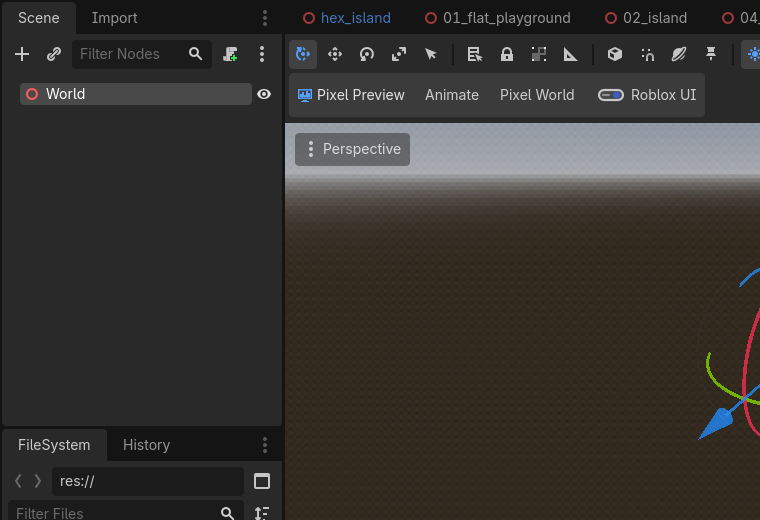 Scene Import
hex_island 01_flat_playground 02_island 04_
Filter Nodes
World
Pixel Preview Animate Pixel World Roblox UI
Perspective
FileSystem History
res://
Filter Files